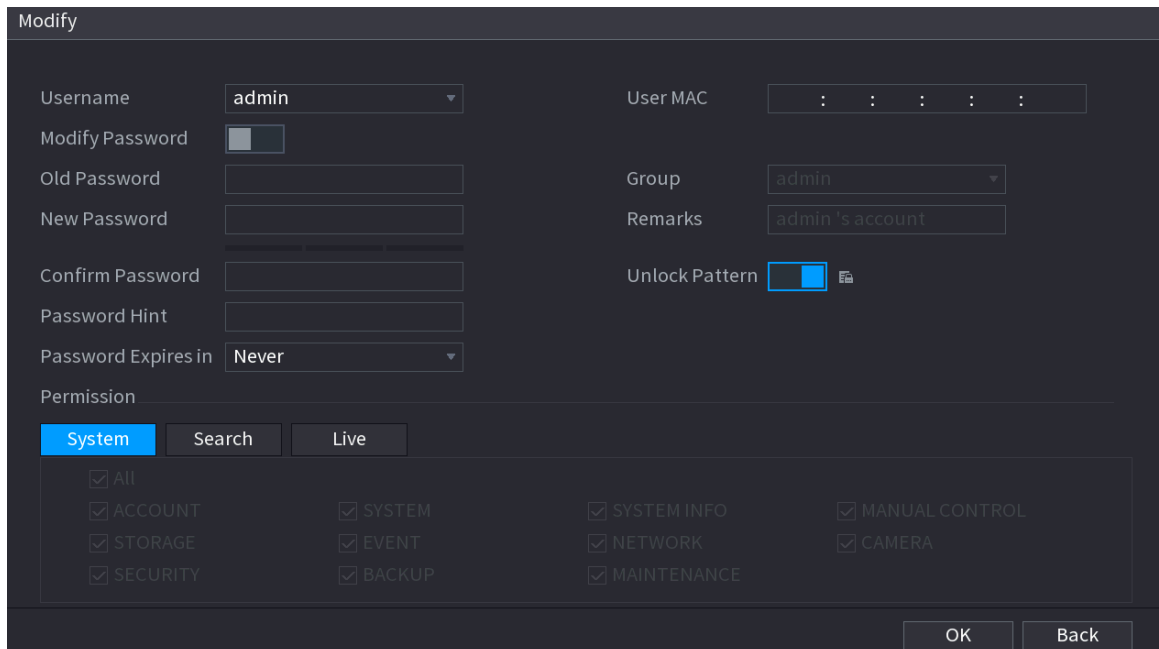 Modify
Username admin User MAC : : : : :
Modify Password
Old Password Group admin
New Password Remarks admin 's account
Confirm Password Unlock Pattern
Password Hint
Password Expires in Never
Permission
System Search Live
All
ACCOUNT SYSTEM SYSTEM INFO MANUAL CONTROL
STORAGE EVENT NETWORK CAMERA
SECURITY BACKUP MAINTENANCE
OK Back